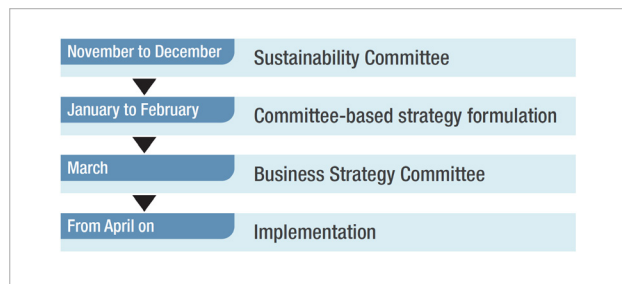 November to December
Sustainability Committee
January to February
Committee-based strategy formulation
March
Business Strategy Committee
From April on
Implementation